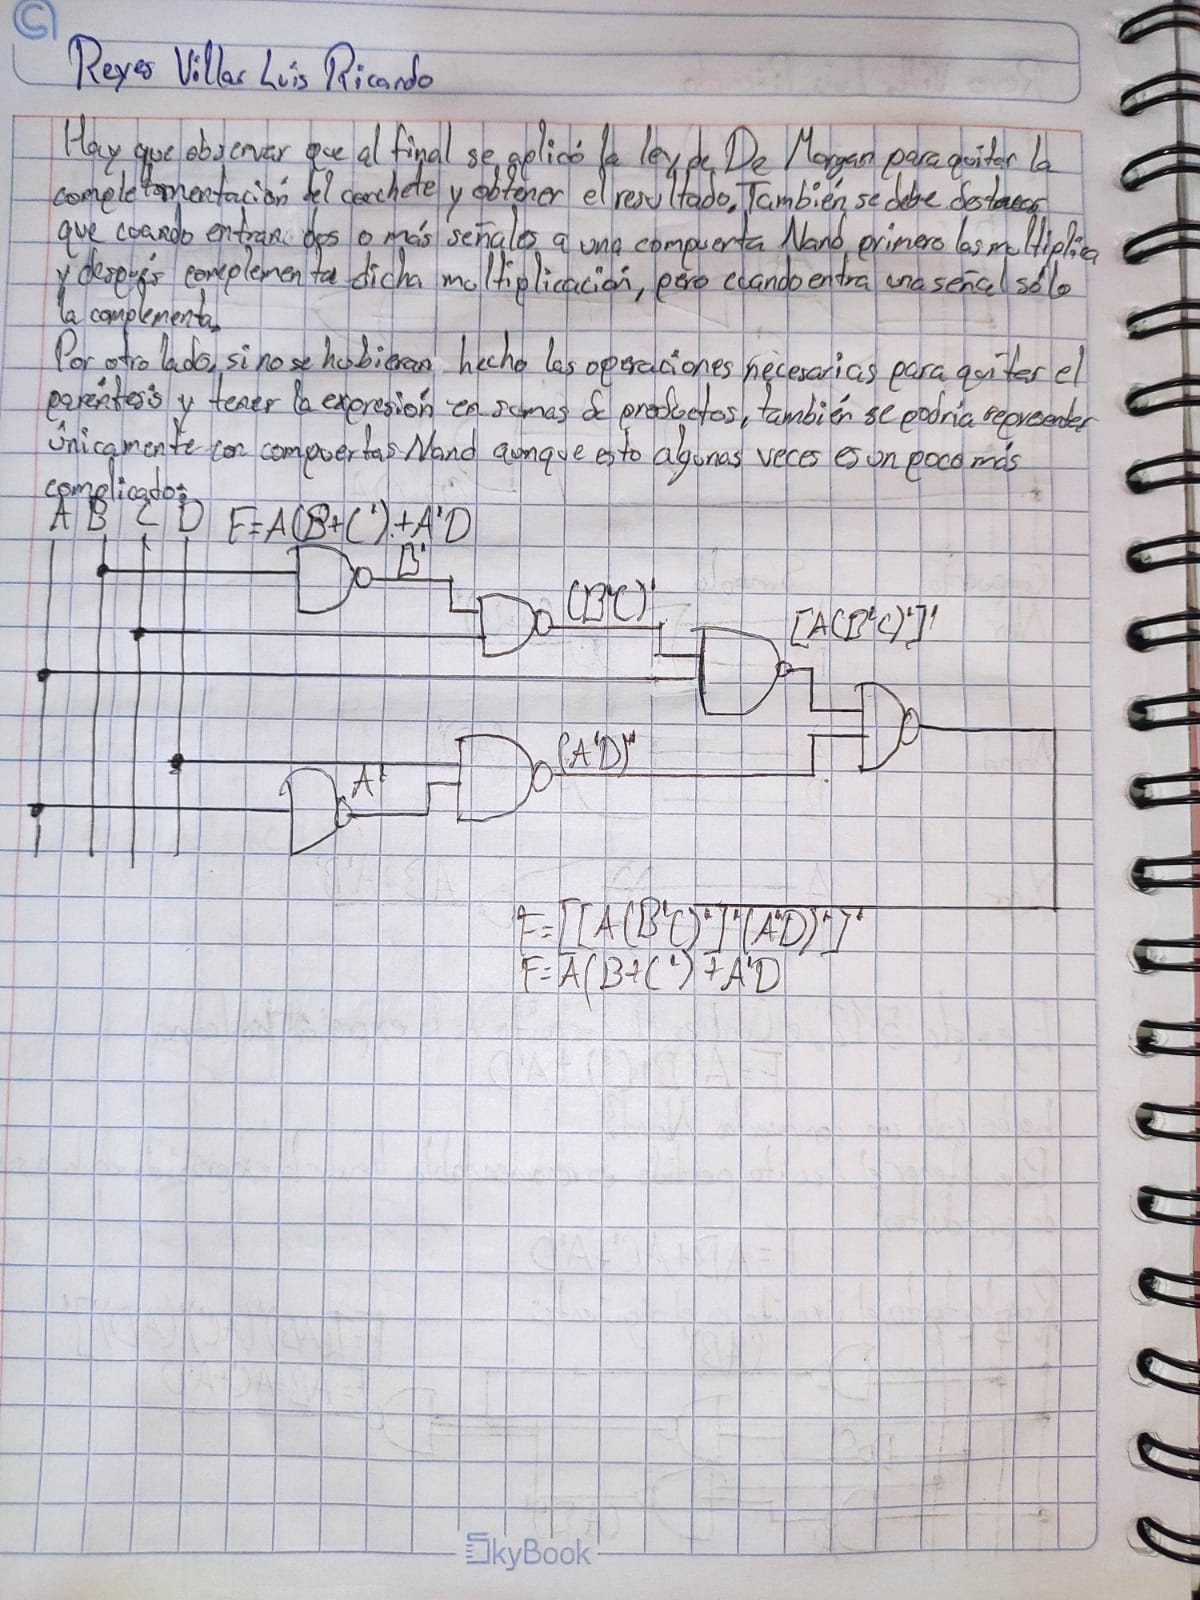 Reyes Villar Luis Ricardo
Hay que observar que al final se aplicó la ley de De Morgan para quitar la
completomentación del corchete y obtener el resultado. También se debe destacar
que cuando entran dos o más señales a una compuerta Nand primero las multiplica
y después complementa dicha multiplicación, pero cuando entra una señal sólo
la complementa.
Por otro lado, si no se hubieran hecho las operaciones necesarias para quitar el
paréntesis y tener la expresión en sumas de productos, también se podría representar
únicamente con compuertas Nand aunque esto algunas veces es un poco más
complicado:
A B C D F=A(B+C')+A'D
B'
(B'C)'
[A(B'C)']'
(A'D)'
A'
F=[[A(B'C)']'(A'D)']'
F=A(B+C')+A'D
SkyBook